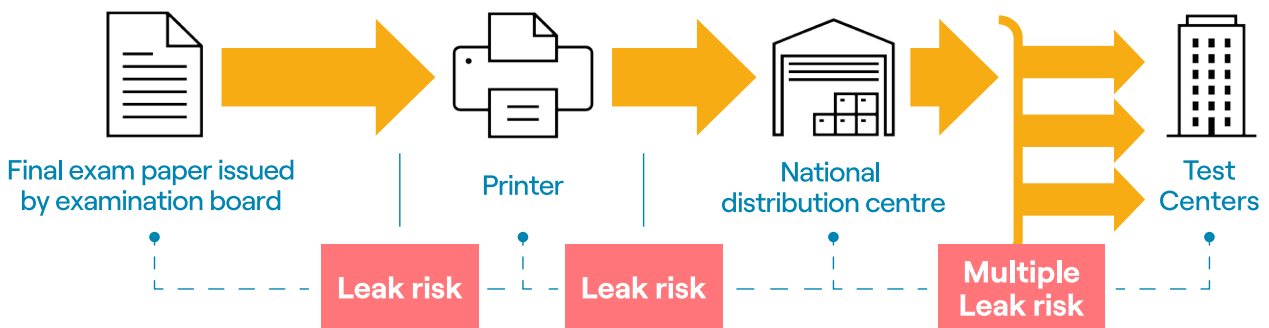 Final exam paper issued
by examination board
Printer
National
distribution centre
Test
Centers
Leak risk
Leak risk
Multiple
Leak risk